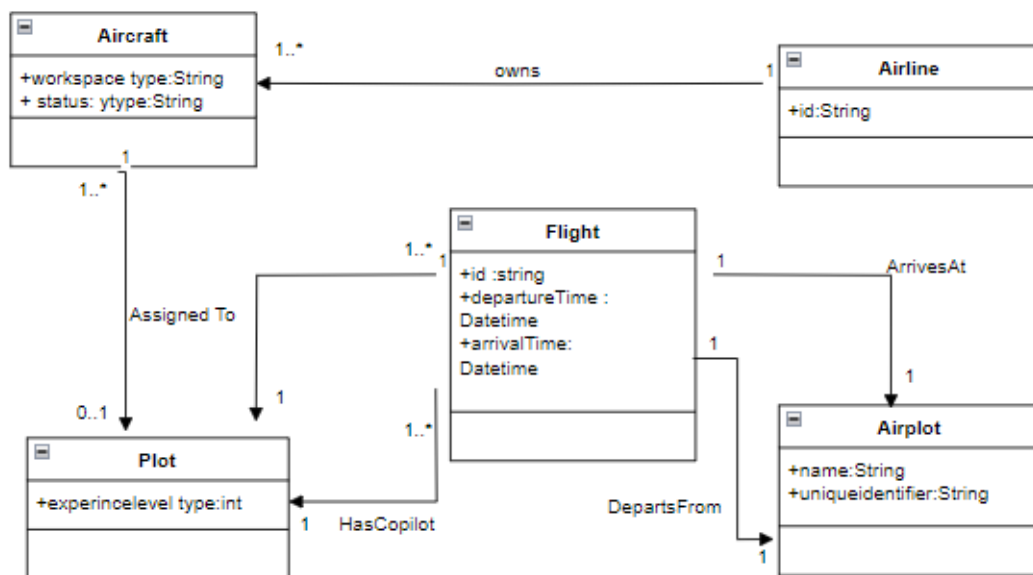 Aircraft
+workspace type:String
+ status: ytype:String
1..*
owns
1
Airline
+id:String
1
1..*
Assigned To
0..1
1..*
1
1
Flight
+id :string
+departureTime :
Datetime
+arrivalTime:
Datetime
1
ArrivesAt
1
1
1..*
HasCopilot
1
DepartsFrom
1
Plot
+experincelevel type:int
Airplot
+name:String
+uniqueidentifier:String